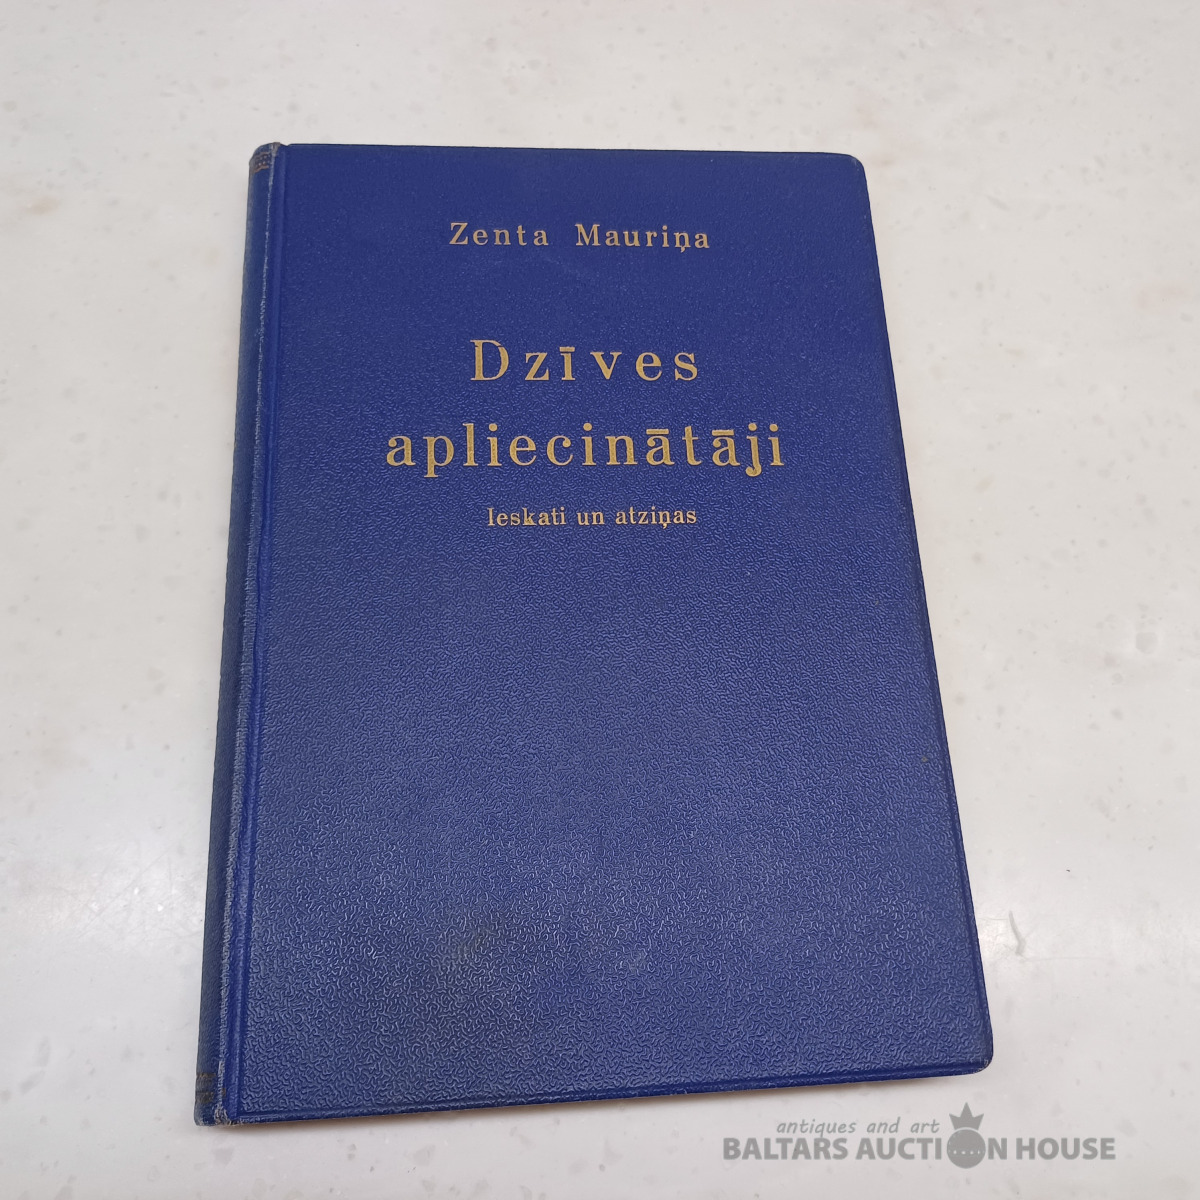 Zenta Mauriņa
Dzīves
apliecinātāji
Ieskati un atziņas
antiques and art
BALTARS AUCTION HOUSE